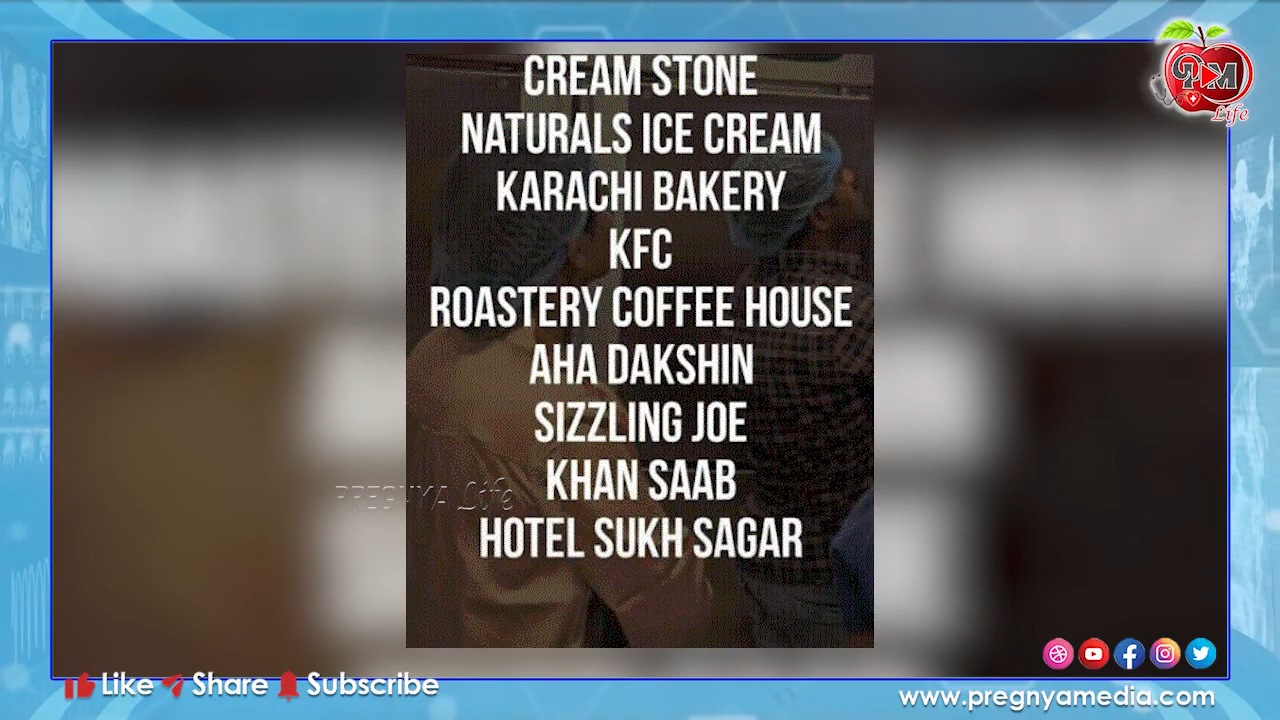 CREAM STONE
NATURALS ICE CREAM
KARACHI BAKERY
KFC
ROASTERY COFFEE HOUSE
AHA DAKSHIN
SIZZLING JOE
KHAN SAAB
HOTEL SUKH SAGAR
PREGNYA Life
PM
Life
Like Share Subscribe
www.pregnyamedia.com